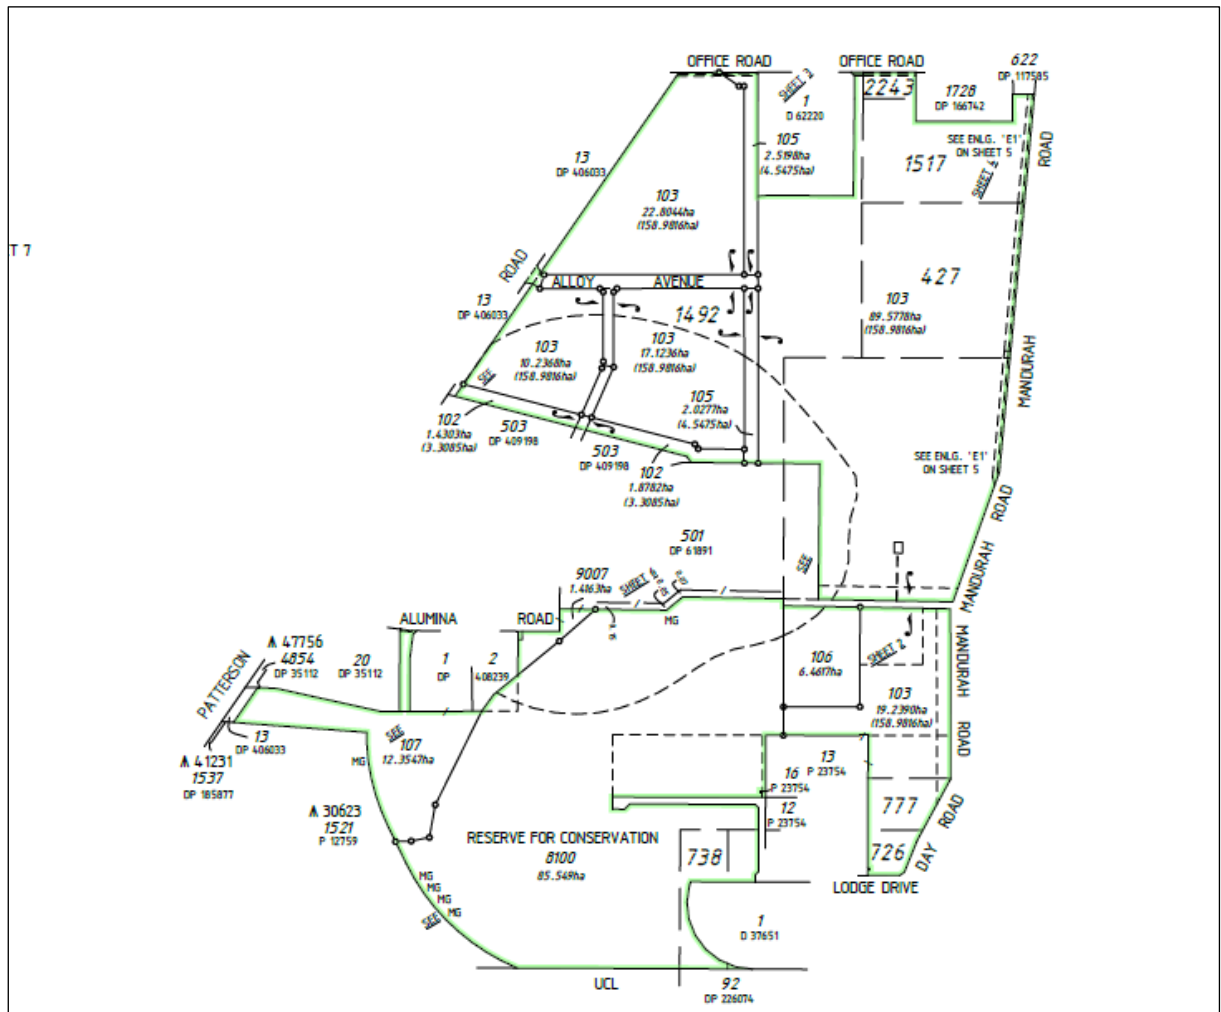 OFFICE ROAD
OFFICE ROAD
622
DP 117585
SHEET 2
1
D 62220
2243
1728
DP 166742
ROAD
SEE ENLG. 'E1'
ON SHEET 5
105
2.5198ha
(4.5475ha)
13
DP 406033
1517
SHEET 4
103
22.8044ha
(158.9816ha)
T 7
ROAD
ALLOY
AVENUE
427
13
DP 406033
1492
103
89.5778ha
(158.9816ha)
103
10.2368ha
(158.9816ha)
103
17.1236ha
(158.9816ha)
SEE
MANDURAH
105
2.0277ha
(4.5475ha)
102
1.4303ha
(3.3085ha)
503
DP 409198
503
DP 409198
102
1.8782ha
(3.3085ha)
SEE ENLG. 'E1'
ON SHEET 5
ROAD
501
DP 61891
SEE
MANDURAH
9007
1.4163ha
SHEET 6
MG
ALUMINA
ROAD
47756
4854
DP 35112
20
DP 35112
1
DP
2
408239
106
6.4617ha
SHEET 2
MANDURAH
ROAD
PATTERSON
103
19.2390ha
(158.9816ha)
13
DP 406033
SEE
107
12.3547ha
MG
41231
1537
DP 185877
13
P 23754
16
P 23754
12
P 23754
777
ROAD
30623
1521
P 12759
RESERVE FOR CONSERVATION
8100
85.549ha
738
726
DAY
LODGE DRIVE
MG
MG
MG
MG
SEE
1
D 37651
UCL
92
DP 226074